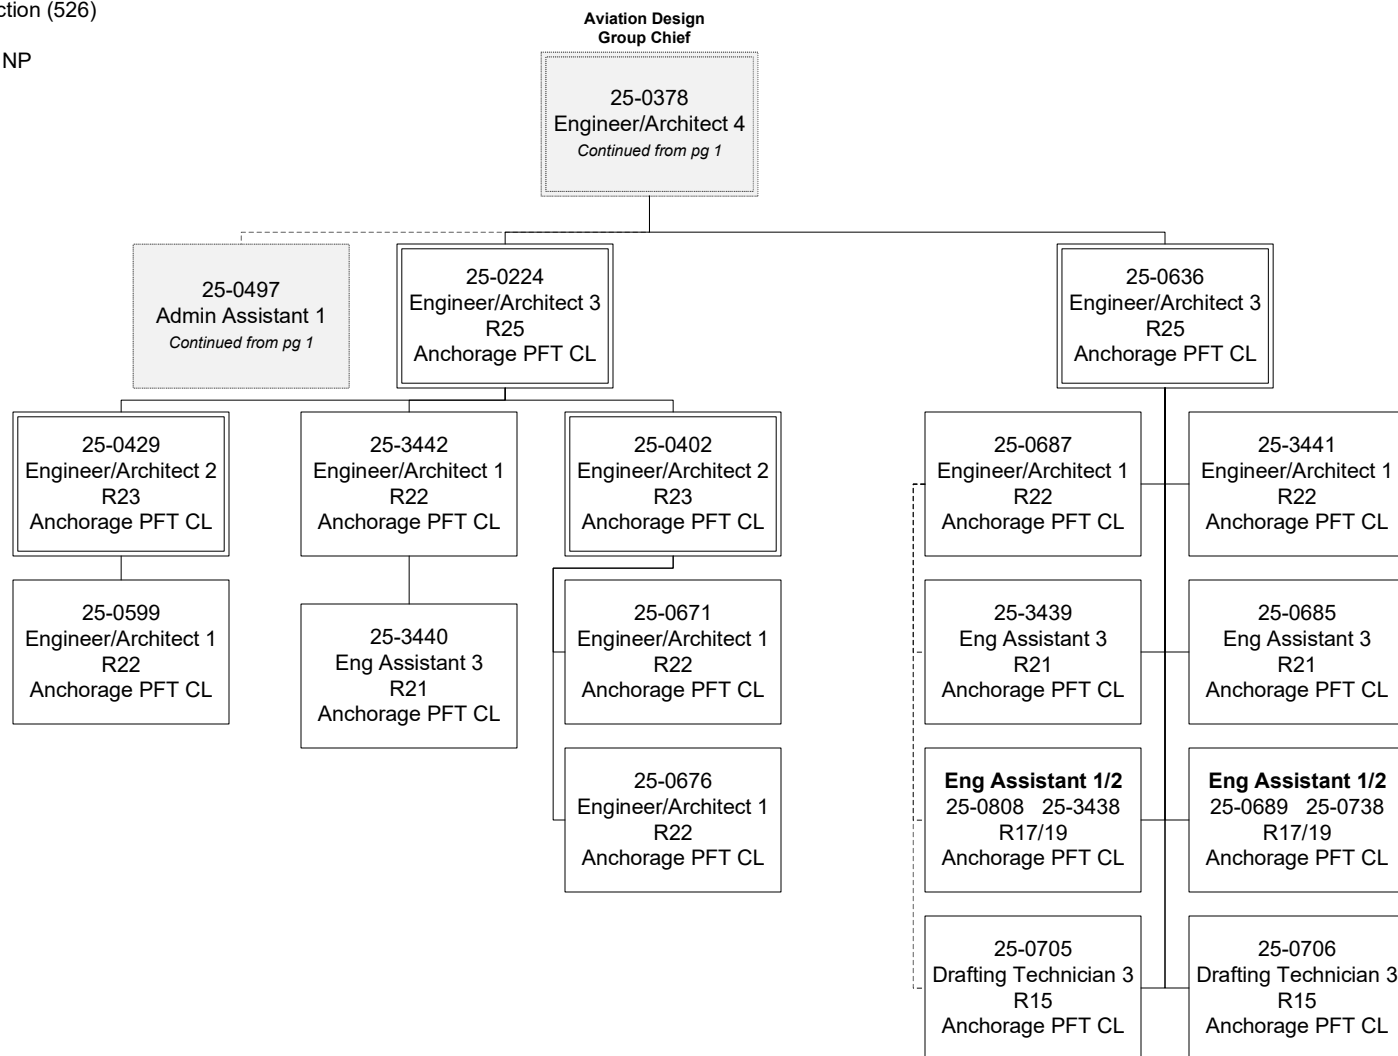 ction (526)
NP
Aviation Design
Group Chief
25-0378
Engineer/Architect 4
Continued from pg 1
25-0497
Admin Assistant 1
Continued from pg 1
25-0224
Engineer/Architect 3
R25
Anchorage PFT CL
25-0636
Engineer/Architect 3
R25
Anchorage PFT CL
25-0429
Engineer/Architect 2
R23
Anchorage PFT CL
25-3442
Engineer/Architect 1
R22
Anchorage PFT CL
25-0402
Engineer/Architect 2
R23
Anchorage PFT CL
25-0687
Engineer/Architect 1
R22
Anchorage PFT CL
25-3441
Engineer/Architect 1
R22
Anchorage PFT CL
25-0599
Engineer/Architect 1
R22
Anchorage PFT CL
25-3440
Eng Assistant 3
R21
Anchorage PFT CL
25-0671
Engineer/Architect 1
R22
Anchorage PFT CL
25-3439
Eng Assistant 3
R21
Anchorage PFT CL
25-0685
Eng Assistant 3
R21
Anchorage PFT CL
25-0676
Engineer/Architect 1
R22
Anchorage PFT CL
Eng Assistant 1/2
25-0808 25-3438
R17/19
Anchorage PFT CL
Eng Assistant 1/2
25-0689 25-0738
R17/19
Anchorage PFT CL
25-0705
Drafting Technician 3
R15
Anchorage PFT CL
25-0706
Drafting Technician 3
R15
Anchorage PFT CL